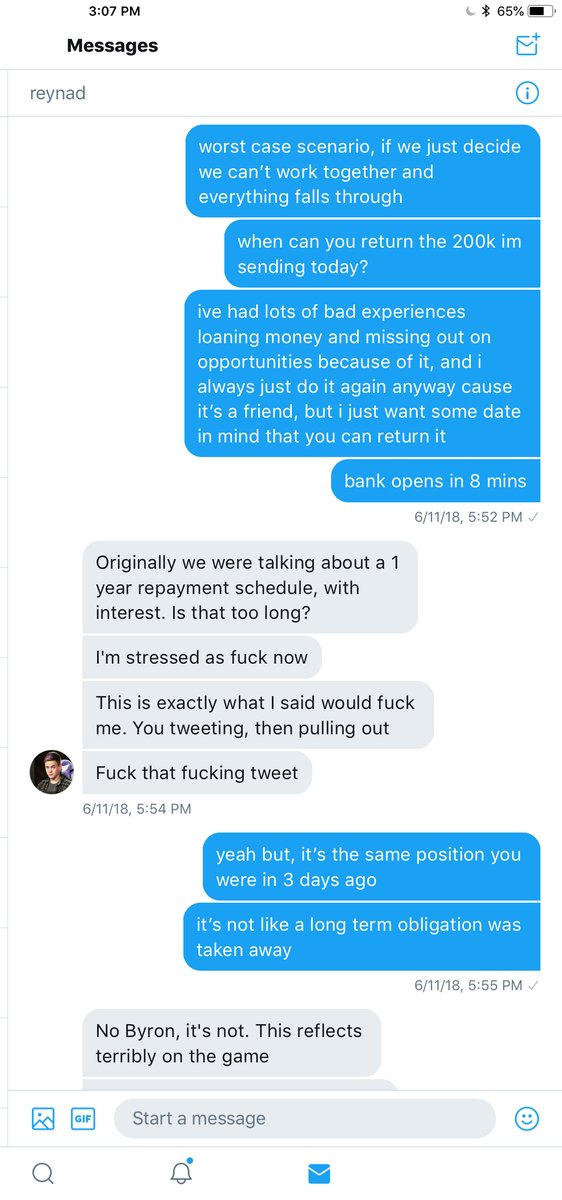 3:07 PM
65%
Messages
reynad
worst case scenario, if we just decide
we can’t work together and
everything falls through
when can you return the 200k im
sending today?
ive had lots of bad experiences
loaning money and missing out on
opportunities because of it, and i
always just do it again anyway cause
it’s a friend, but i just want some date
in mind that you can return it
bank opens in 8 mins
6/11/18, 5:52 PM ✓
Originally we were talking about a 1
year repayment schedule, with
interest. Is that too long?
I'm stressed as fuck now
This is exactly what I said would fuck
me. You tweeting, then pulling out
Fuck that fucking tweet
6/11/18, 5:54 PM
yeah but, it’s the same position you
were in 3 days ago
it’s not like a long term obligation was
taken away
6/11/18, 5:55 PM ✓
No Byron, it's not. This reflects
terribly on the game
GIF
Start a message